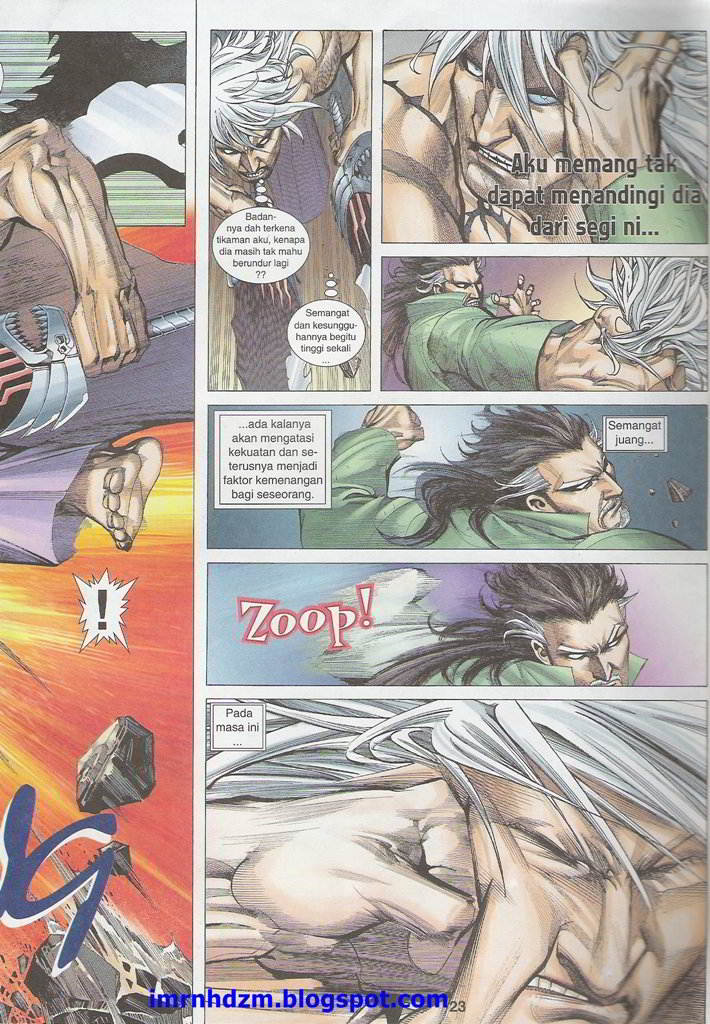 !
Badan-
nya dah terkena
tikaman aku, kenapa
dia masih tak mahu
berundur lagi
??
Semangat
dan kesunggu-
hannya begitu
tinggi sekali
...
Aku memang tak
dapat menandingi dia
dari segi ni...
...ada kalanya
akan mengatasi
kekuatan dan se-
terusnya menjadi
faktor kemenangan
bagi seseorang.
Semangat
juang...
Zoop!
Pada
masa ini
...
imrnhdzm.blogspot.com
23